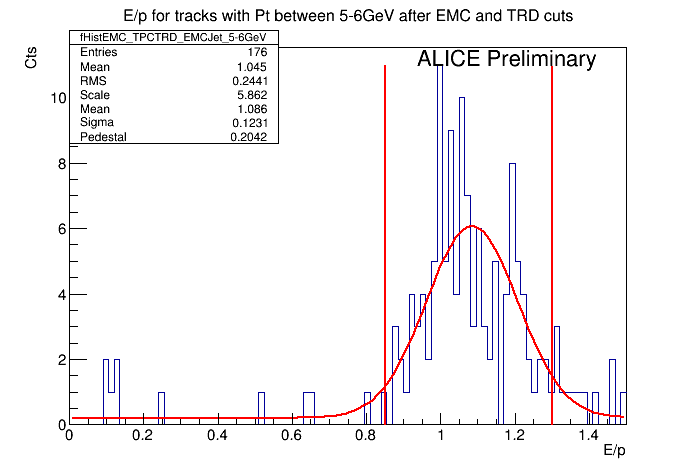 E/p for tracks with Pt between 5-6GeV after EMC and TRD cuts
fHistEMC_TPCTRD_EMCJet_5-6GeV
Entries 176
Mean 1.045
RMS 0.2441
Scale 5.862
Mean 1.086
Sigma 0.1231
Pedestal 0.2042
ALICE Preliminary
Cts
10
8
6
4
2
0
0 0.2 0.4 0.6 0.8 1 1.2 1.4
E/p